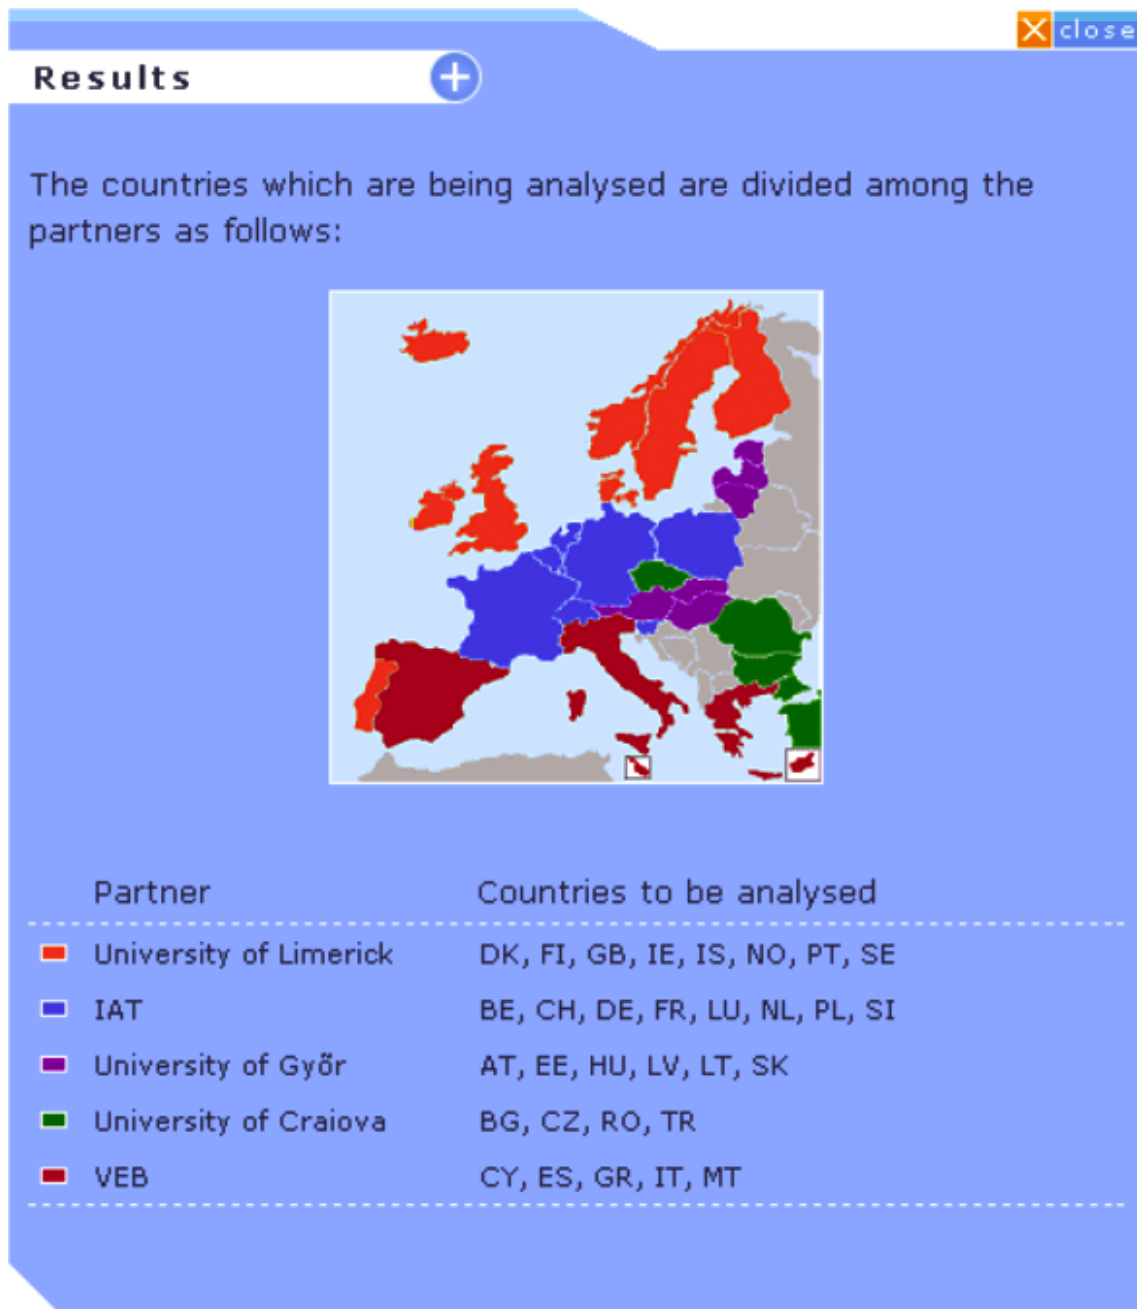 close
Results
The countries which are being analysed are divided among the
partners as follows:
Partner Countries to be analysed
University of Limerick DK, FI, GB, IE, IS, NO, PT, SE
IAT BE, CH, DE, FR, LU, NL, PL, SI
University of Győr AT, EE, HU, LV, LT, SK
University of Craiova BG, CZ, RO, TR
VEB CY, ES, GR, IT, MT